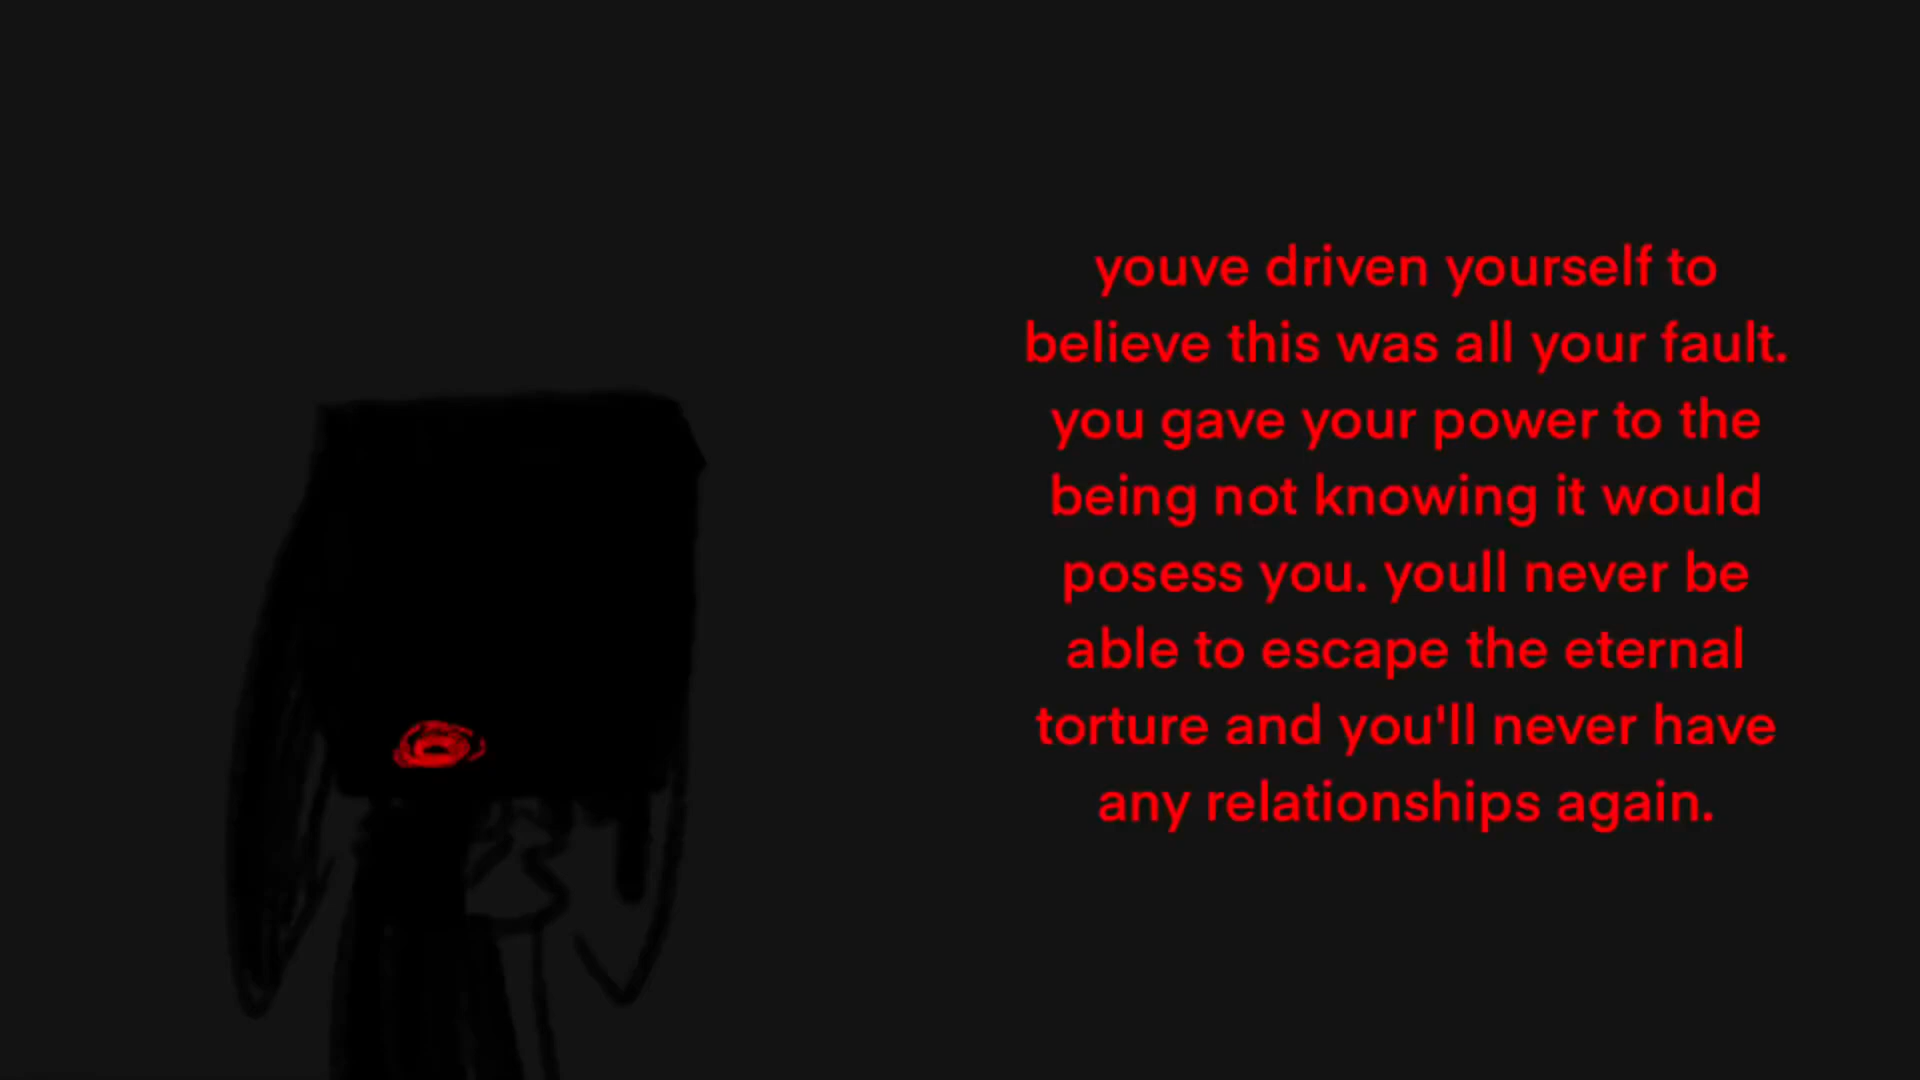 youve driven yourself to
believe this was all your fault.
you gave your power to the
being not knowing it would
posess you. youll never be
able to escape the eternal
torture and you'll never have
any relationships again.